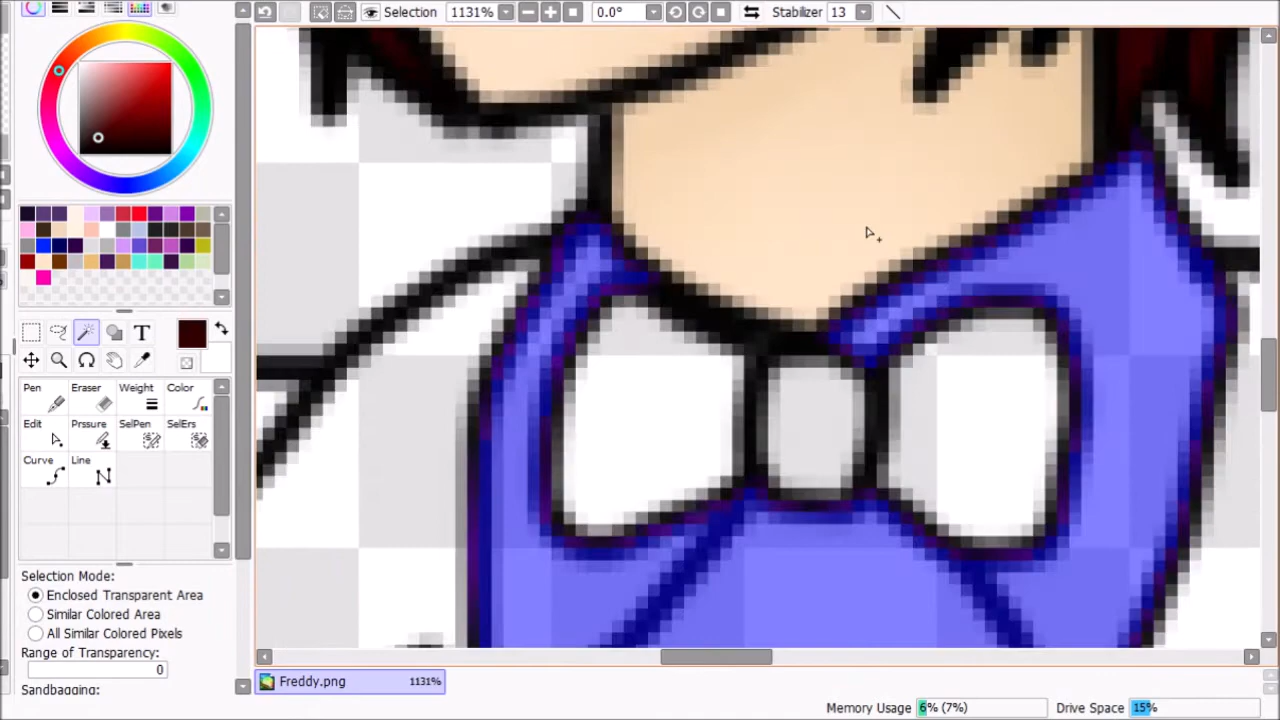 Selection 1131% 0.0° Stabilizer 13
T
Pen Eraser Weight Color
Edit Prssure SelPen SelErs
Curve Line
Selection Mode:
Enclosed Transparent Area
Similar Colored Area
All Similar Colored Pixels
Range of Transparency:
0
Sandbagging:
Freddy.png 1131%
Memory Usage 6% (7%) Drive Space 15%